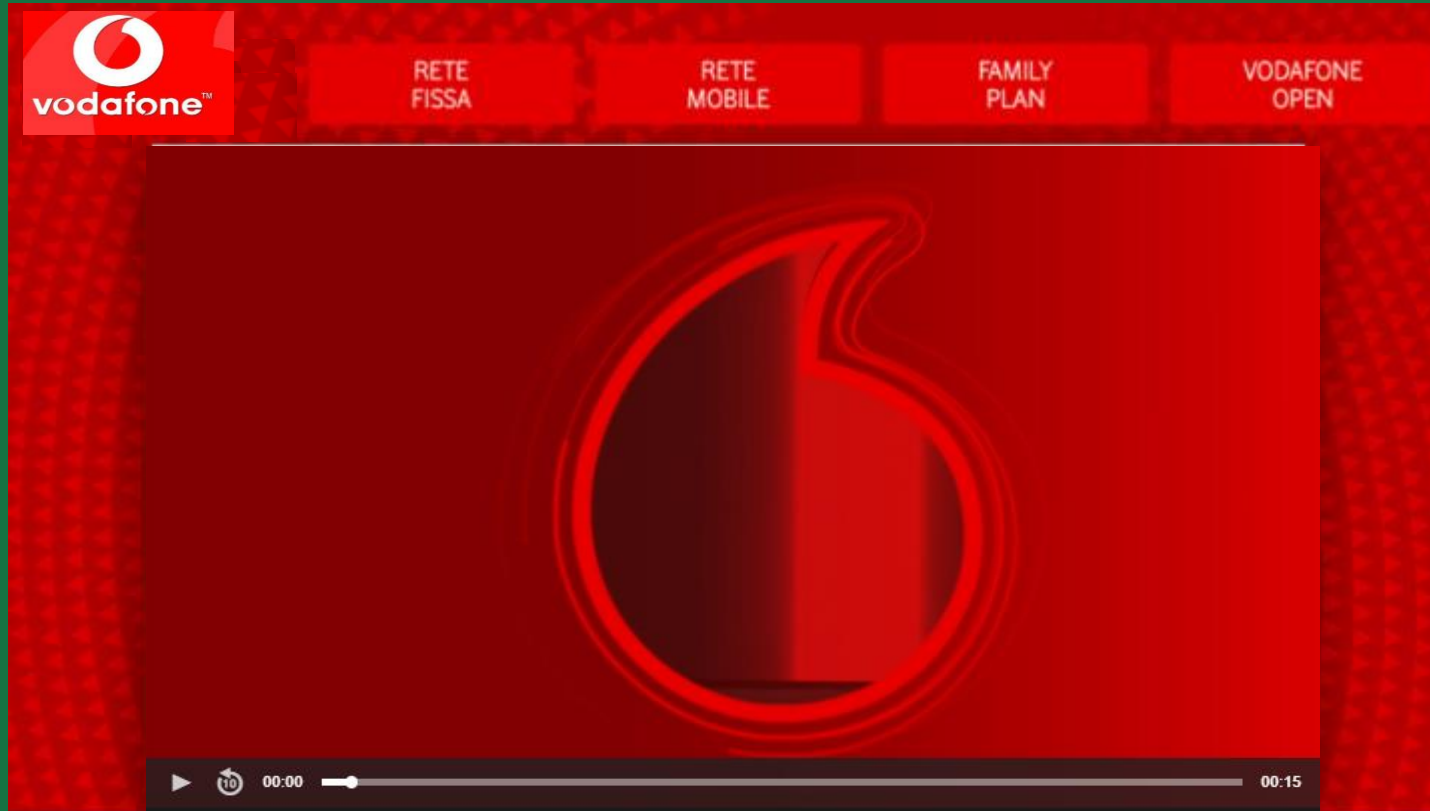 vodafone™
RETE
FISSA
RETE
MOBILE
FAMILY
PLAN
VODAFONE
OPEN
10
00:00
00:15